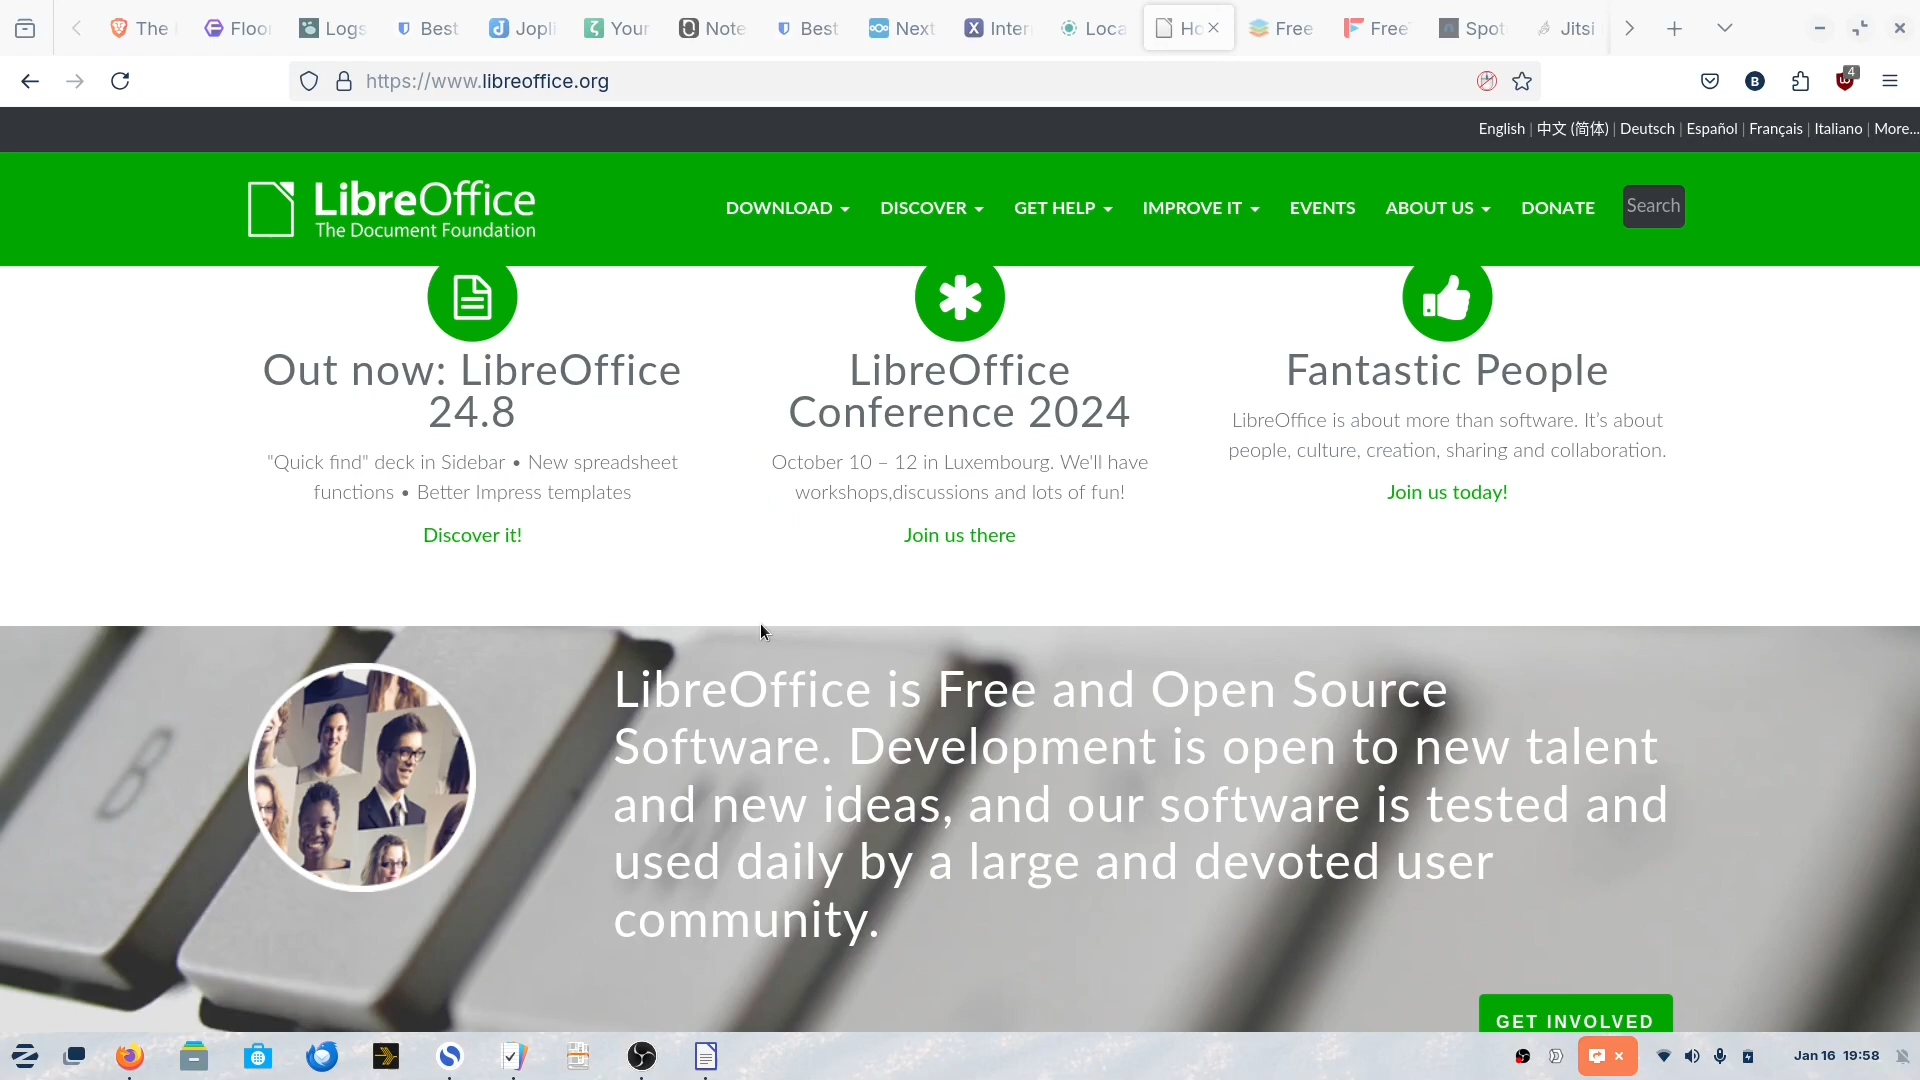 The
Floor
Logs
Best
Jopli
Your
Note
Best
Next
Inter
Loca
Ho
Free
Free
Spot
Jitsi
https://www.libreoffice.org
4
English | 中文 (简体) | Deutsch | Español | Français | Italiano | More...
LibreOffice
The Document Foundation
DOWNLOAD
DISCOVER
GET HELP
IMPROVE IT
EVENTS
ABOUT US
DONATE
Search
Out now: LibreOffice
24.8
"Quick find" deck in Sidebar • New spreadsheet
functions • Better Impress templates
Discover it!
LibreOffice
Conference 2024
October 10 – 12 in Luxembourg. We'll have
workshops,discussions and lots of fun!
Join us there
Fantastic People
LibreOffice is about more than software. It’s about
people, culture, creation, sharing and collaboration.
Join us today!
B
LibreOffice is Free and Open Source
Software. Development is open to new talent
and new ideas, and our software is tested and
used daily by a large and devoted user
community.
GET INVOLVED
Jan 16 19:58